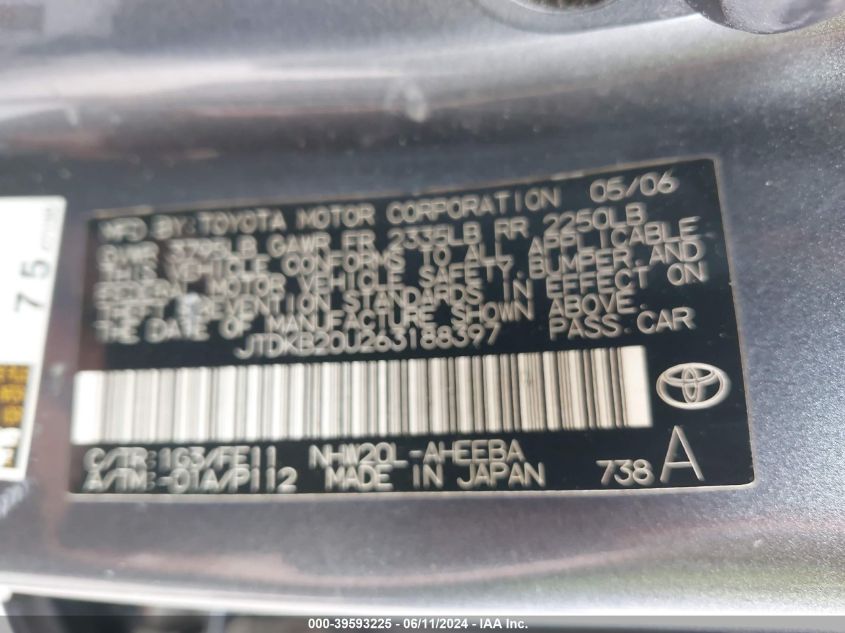 MFD BY:TOYOTA MOTOR CORPORATION 05/06
GVWR 3795LB GAWR FR 2335LB RR 2250LB
THIS VEHICLE CONFORMS TO ALL APPLICABLE
FEDERAL MOTOR VEHICLE SAFETY,BUMPER,AND
THEFT PREVENTION STANDARDS IN EFFECT ON
THE DATE OF MANUFACTURE SHOWN ABOVE.
JTDKB20U263188397 PASS.CAR
C/TR:1G3/FE11 NHW20L-AHEEBA
A/TM:-01A/P112 MADE IN JAPAN 738 A
75
000-39593225 - 06/11/2024 - IAA Inc.